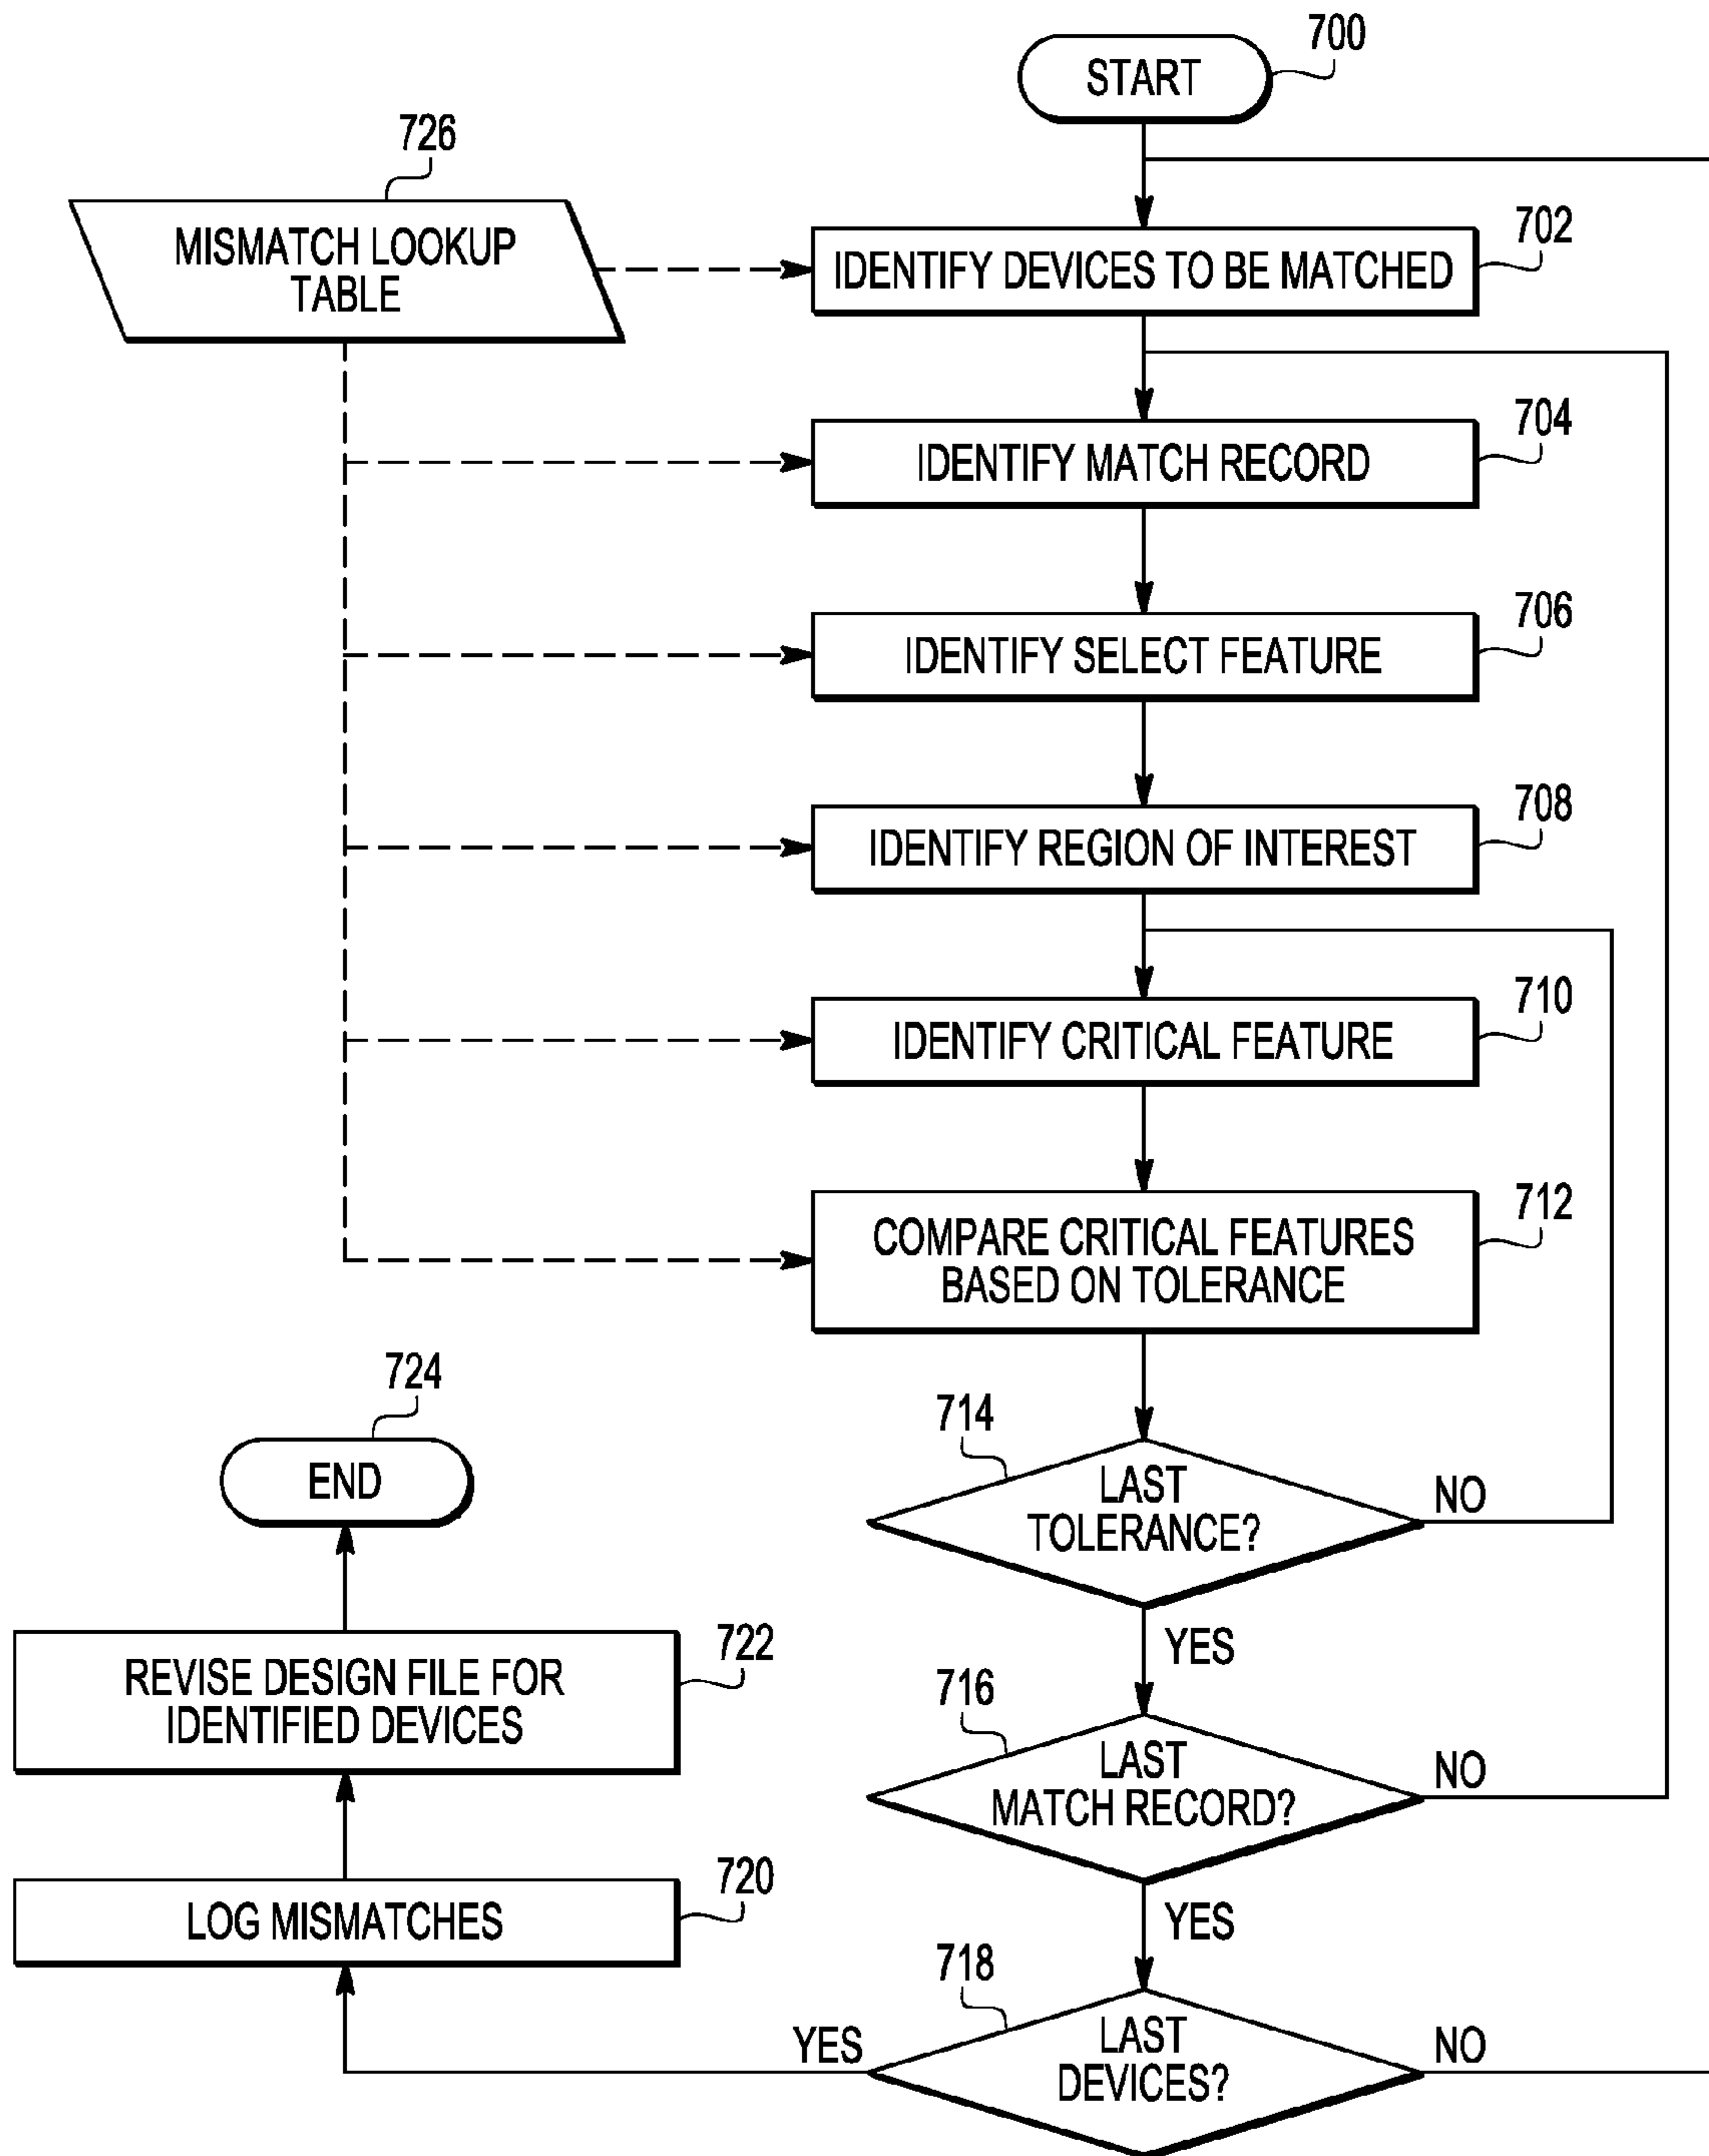 700
START
726
MISMATCH LOOKUP
TABLE
702
IDENTIFY DEVICES TO BE MATCHED
704
IDENTIFY MATCH RECORD
706
IDENTIFY SELECT FEATURE
708
IDENTIFY REGION OF INTEREST
710
IDENTIFY CRITICAL FEATURE
712
COMPARE CRITICAL FEATURES
BASED ON TOLERANCE
714
LAST
TOLERANCE?
NO
YES
716
LAST
MATCH RECORD?
NO
YES
718
LAST
DEVICES?
NO
YES
720
LOG MISMATCHES
722
REVISE DESIGN FILE FOR
IDENTIFIED DEVICES
724
END